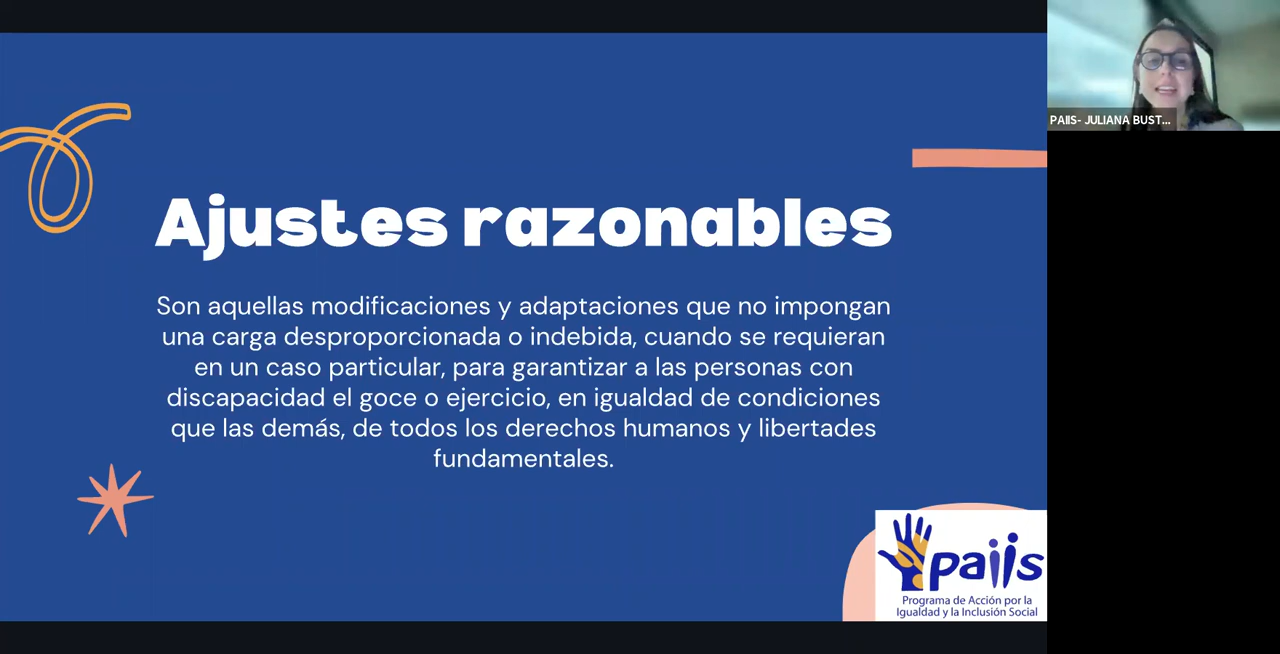 Ajustes razonables
Son aquellas modificaciones y adaptaciones que no impongan
una carga desproporcionada o indebida, cuando se requieran
en un caso particular, para garantizar a las personas con
discapacidad el goce o ejercicio, en igualdad de condiciones
que las demás, de todos los derechos humanos y libertades
fundamentales.
paiis
Programa de Acción por la
Igualdad y la Inclusión Social
PAIIS- JULIANA BUST...